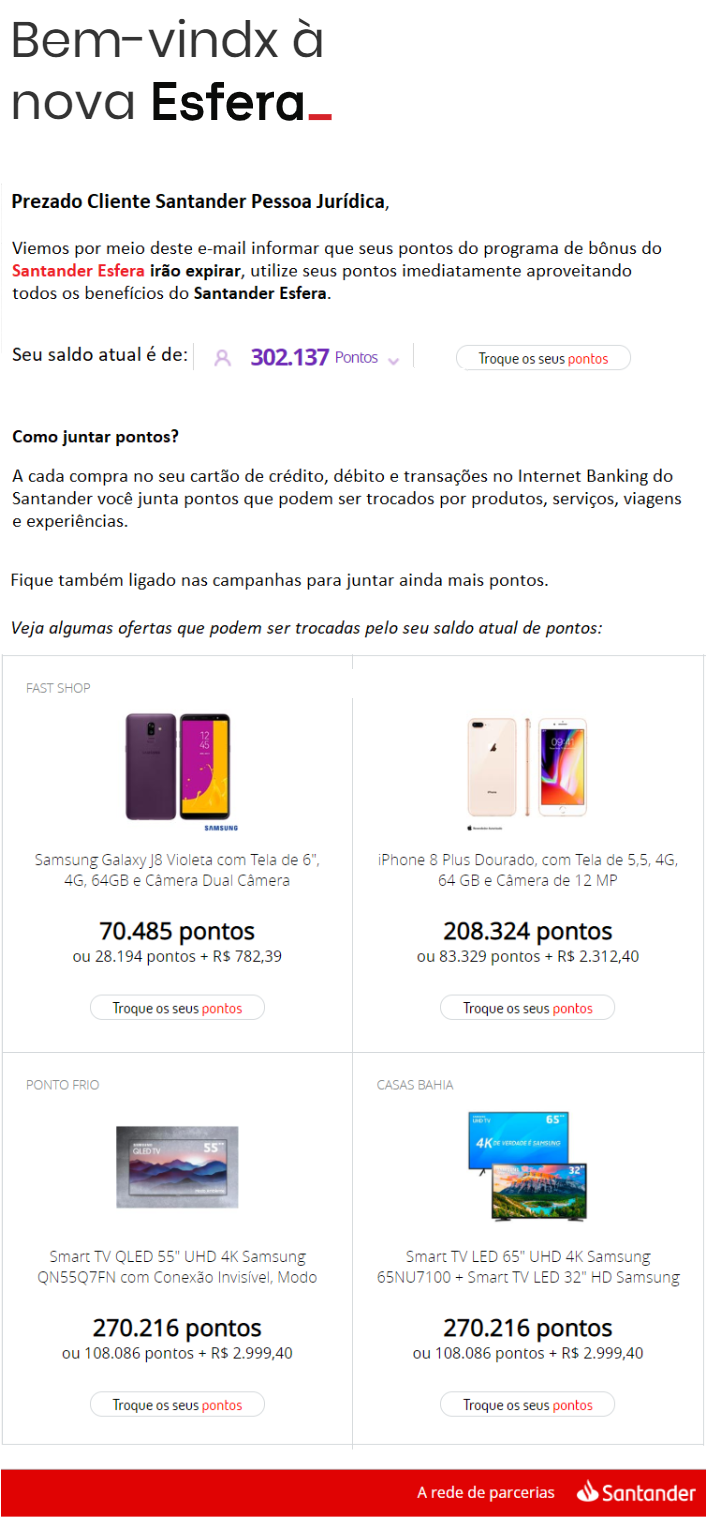 Bem-vindx à
nova Esfera_
Prezado Cliente Santander Pessoa Jurídica,
Viemos por meio deste e-mail informar que seus pontos do programa de bônus do
Santander Esfera irão expirar, utilize seus pontos imediatamente aproveitando
todos os benefícios do Santander Esfera.
Seu saldo atual é de: 302.137 Pontos Troque os seus pontos
Como juntar pontos?
A cada compra no seu cartão de crédito, débito e transações no Internet Banking do
Santander você junta pontos que podem ser trocados por produtos, serviços, viagens
e experiências.
Fique também ligado nas campanhas para juntar ainda mais pontos.
Veja algumas ofertas que podem ser trocadas pelo seu saldo atual de pontos:
FAST SHOP
12
45
SAMSUNG
Samsung Galaxy J8 Violeta com Tela de 6",
4G, 64GB e Câmera Dual Câmera
70.485 pontos
ou 28.194 pontos + R$ 782,39
Troque os seus pontos
09:41
iPhone
iPhone 8 Plus Dourado, com Tela de 5,5, 4G,
64 GB e Câmera de 12 MP
208.324 pontos
ou 83.329 pontos + R$ 2.312,40
Troque os seus pontos
PONTO FRIO
SAMSUNG
QLED TV
55"
Smart TV QLED 55" UHD 4K Samsung
QN55Q7FN com Conexão Invisível, Modo
270.216 pontos
ou 108.086 pontos + R$ 2.999,40
Troque os seus pontos
CASAS BAHIA
SAMSUNG
UHD TV
65"
4K DE VERDADE É SAMSUNG
32"
Smart TV LED 65" UHD 4K Samsung
65NU7100 + Smart TV LED 32" HD Samsung
270.216 pontos
ou 108.086 pontos + R$ 2.999,40
Troque os seus pontos
A rede de parcerias Santander